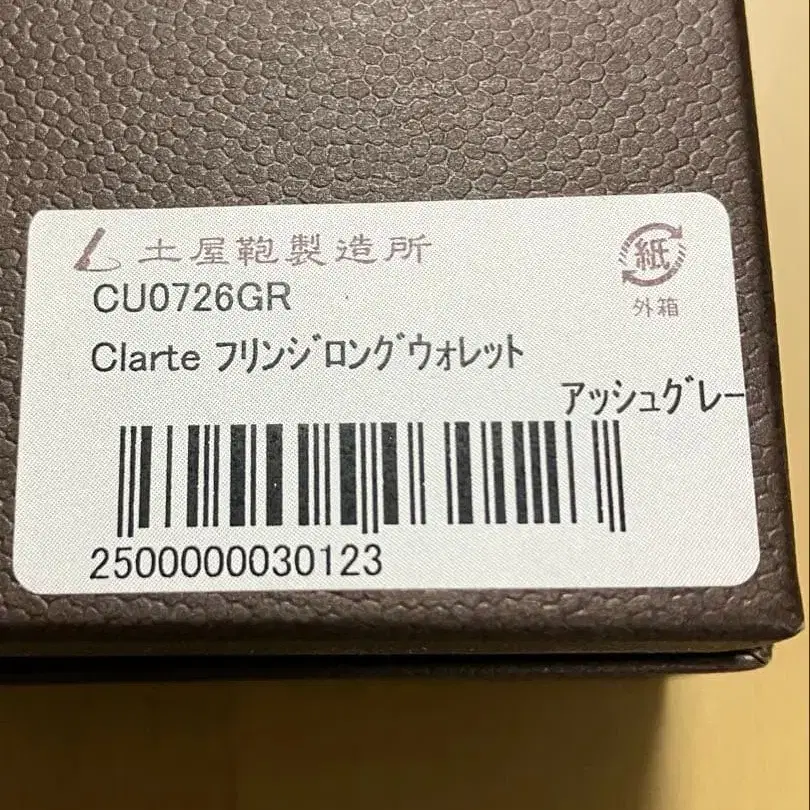 土屋鞄製造所
紙
外箱
CU0726GR
Clarte フリンジロングウォレット
アッシュグレー
2500000030123